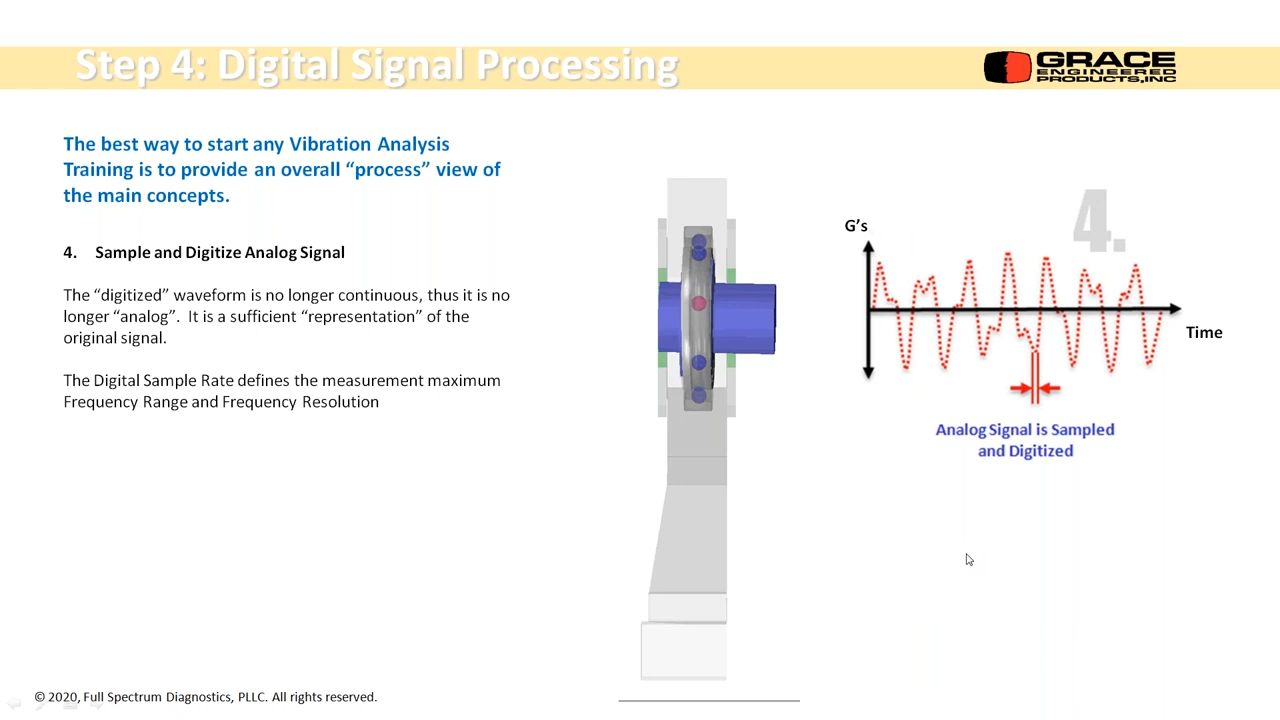 Step 4: Digital Signal Processing
GRACE
ENGINEERED
PRODUCTS, INC
The best way to start any Vibration Analysis
Training is to provide an overall “process” view of
the main concepts.
4. Sample and Digitize Analog Signal
The “digitized” waveform is no longer continuous, thus it is no
longer “analog”. It is a sufficient “representation” of the
original signal.
The Digital Sample Rate defines the measurement maximum
Frequency Range and Frequency Resolution
4.
G’s
Time
Analog Signal is Sampled
and Digitized
© 2020, Full Spectrum Diagnostics, PLLC. All rights reserved.